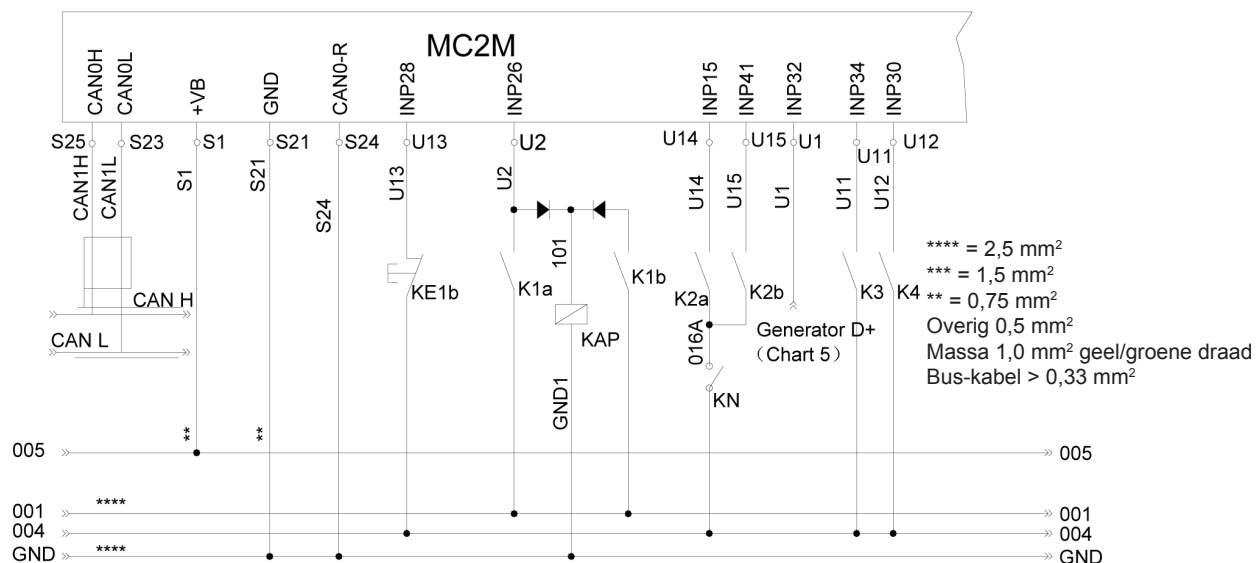 MC2M
CAN0H
CAN0L
+VB
GND
CAN0-R
INP28
INP26
INP15
INP41
INP32
INP34
INP30
S25
S23
S1
S21
S24
U13
U2
U14
U15
U1
U11
U12
CAN1H
CAN1L
S1
S21
S24
U13
U2
U14
U15
U1
U11
U12
101
KE1b
K1a
K1b
KAP
K2a
K2b
K3
K4
016A
KN
GND1
Generator D+
（Chart 5）
CAN H
CAN L
**** = 2,5 mm²
*** = 1,5 mm²
** = 0,75 mm²
Overig 0,5 mm²
Massa 1,0 mm² geel/groene draad
Bus-kabel > 0,33 mm²
**
**
005
005
001
****
001
004
004
GND
****
GND